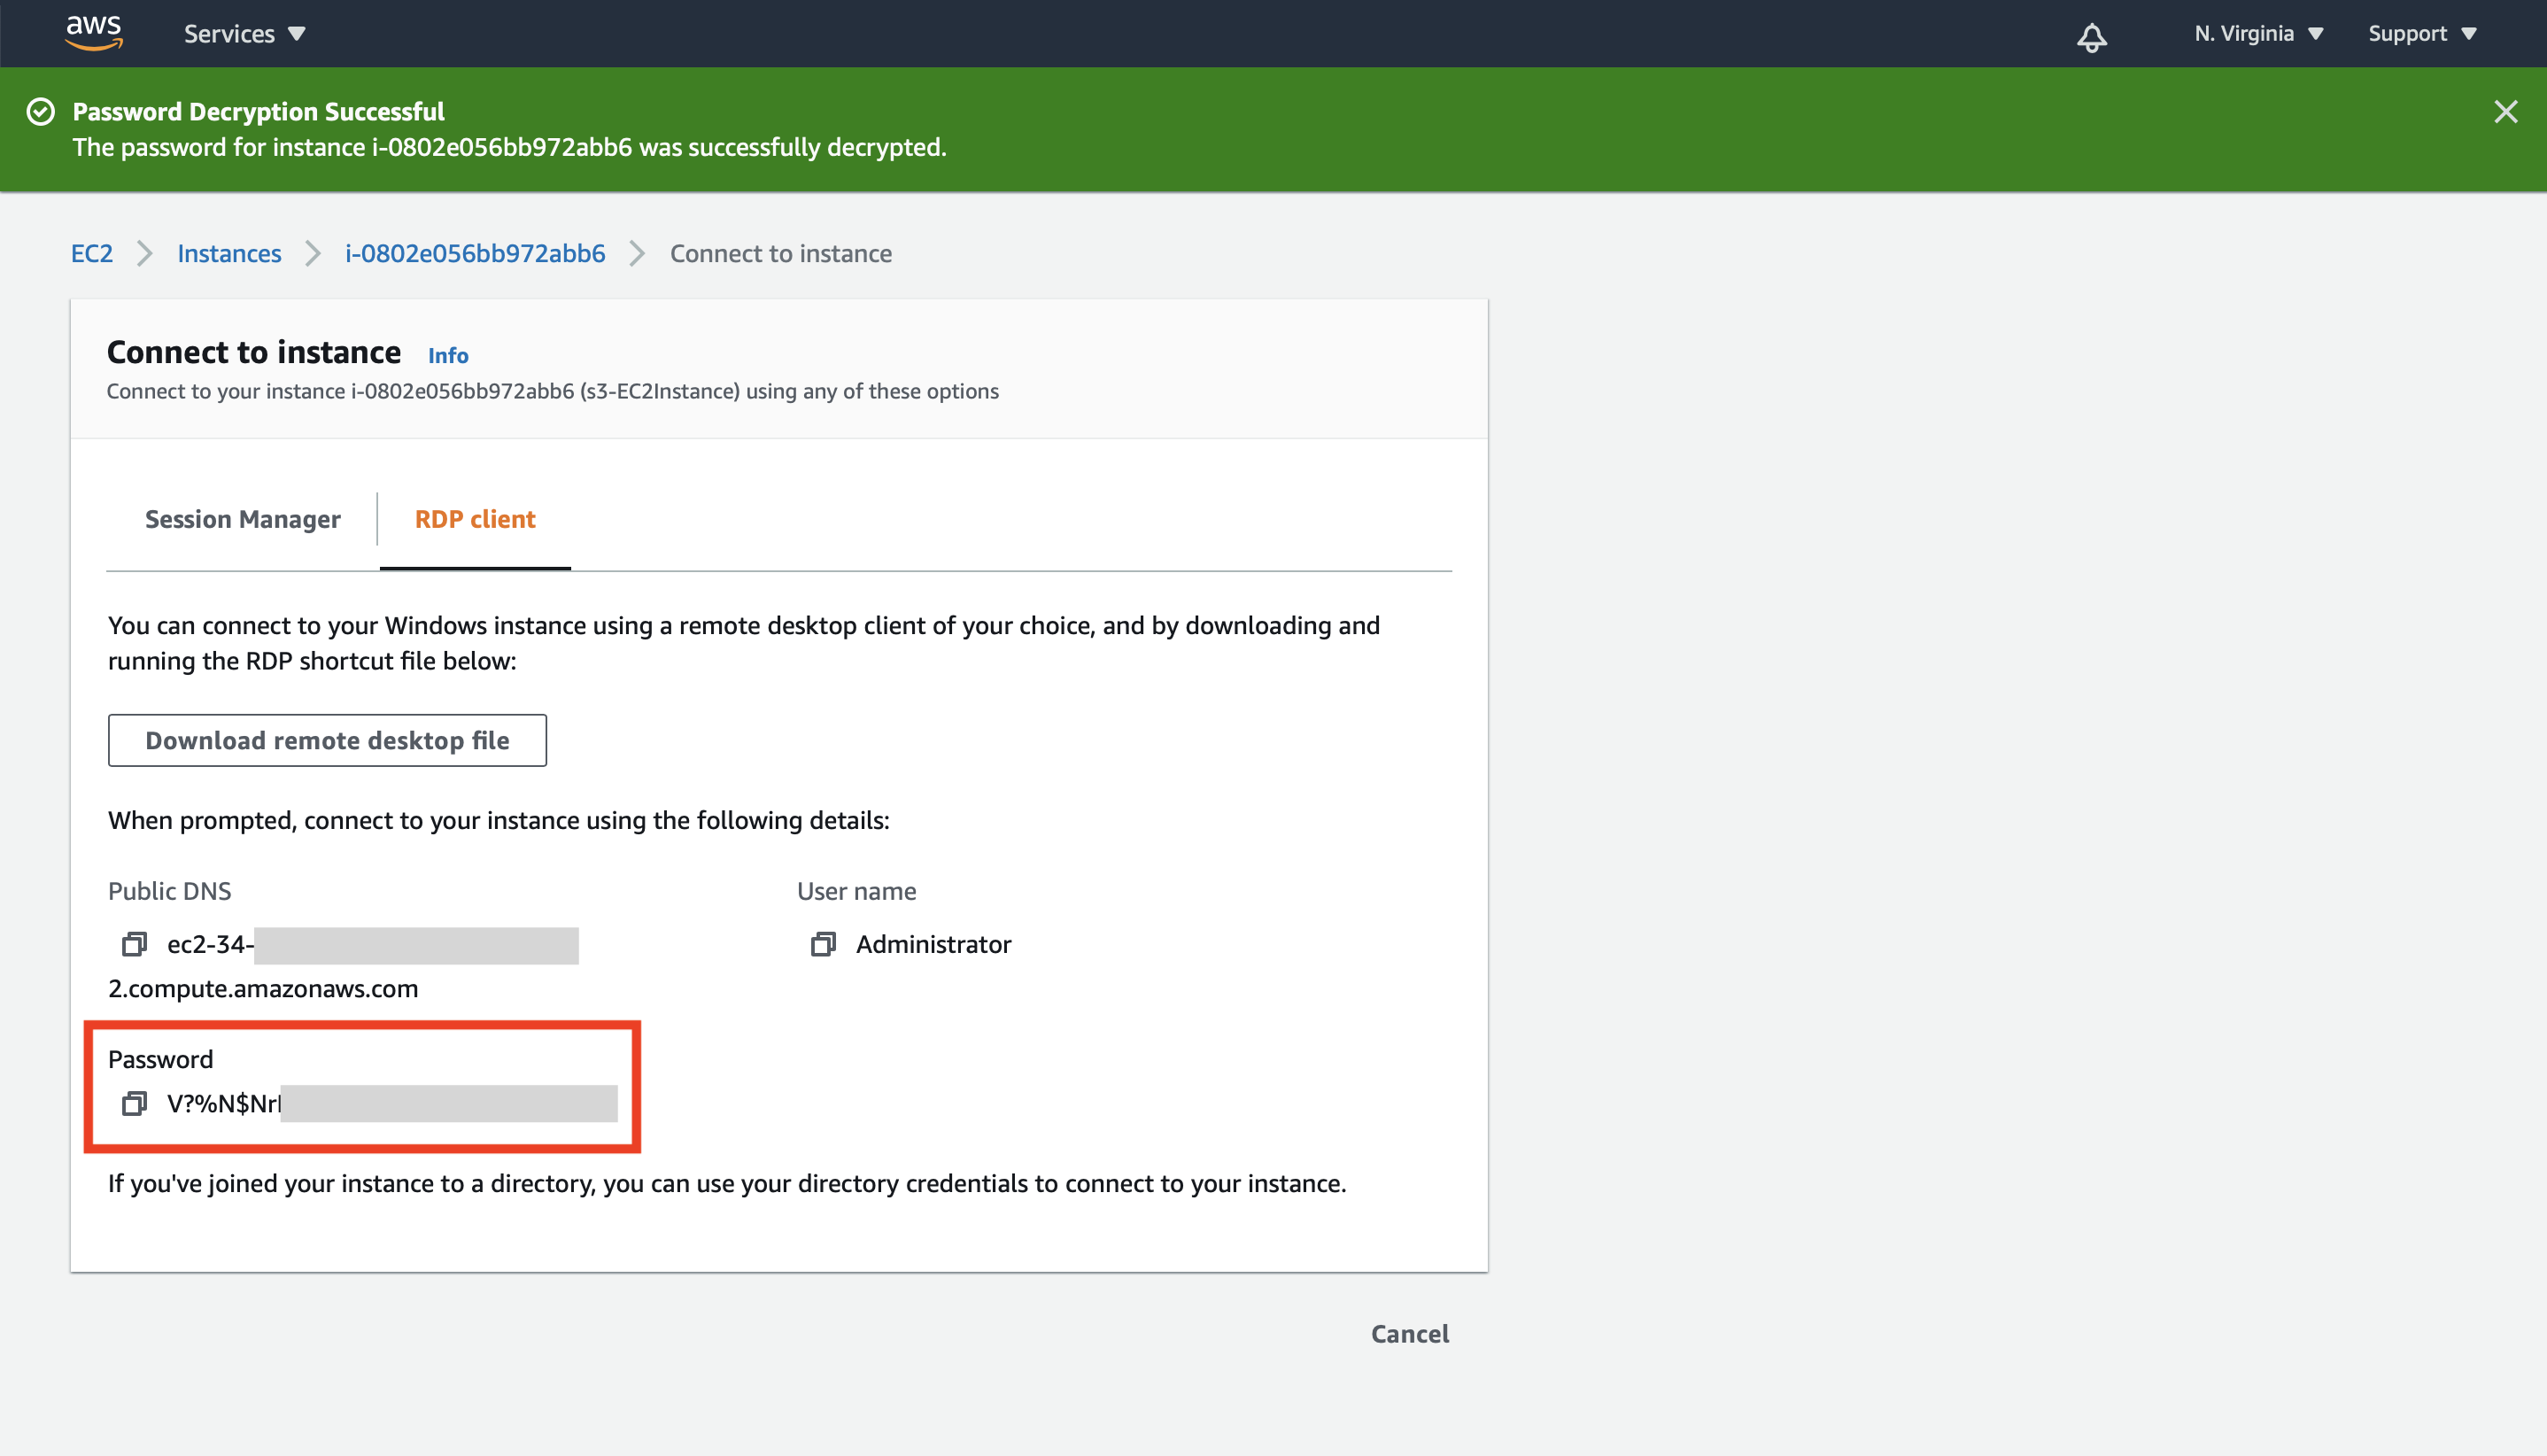 aws Services N. Virginia Support
Password Decryption Successful
The password for instance i-0802e056bb972abb6 was successfully decrypted.
EC2 Instances i-0802e056bb972abb6 Connect to instance
Connect to instance Info
Connect to your instance i-0802e056bb972abb6 (s3-EC2Instance) using any of these options
Session Manager RDP client
You can connect to your Windows instance using a remote desktop client of your choice, and by downloading and
running the RDP shortcut file below:
Download remote desktop file
When prompted, connect to your instance using the following details:
Public DNS User name
ec2-34- Administrator
2.compute.amazonaws.com
Password
V?%N$Nr
If you've joined your instance to a directory, you can use your directory credentials to connect to your instance.
Cancel